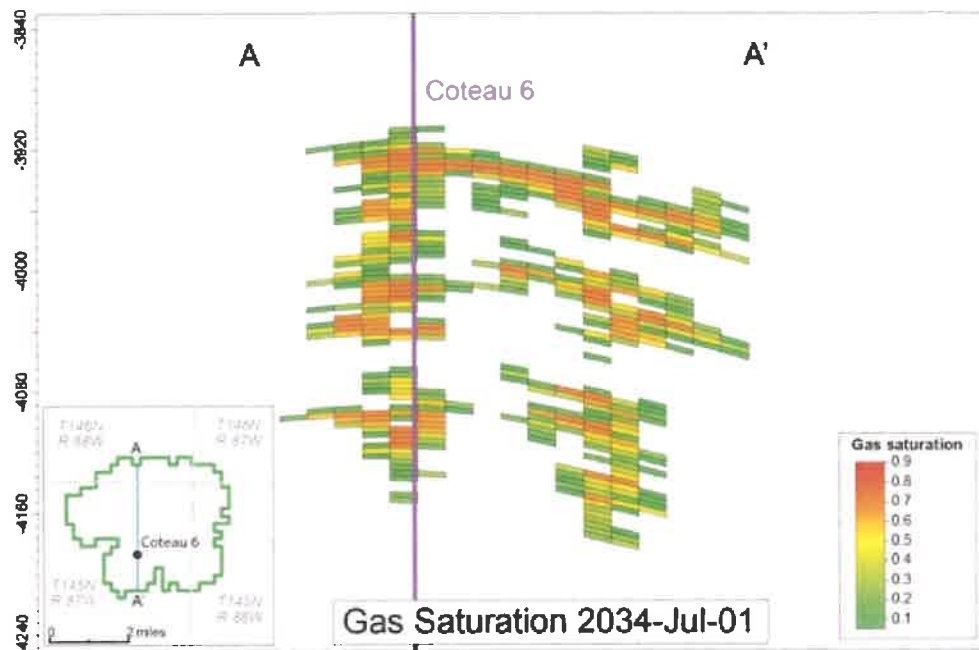 -3840
A
A'
Coteau 6
-3920
-4000
-4080
-4160
-4240
T146N
R 88W
T146N
R 87W
A
Coteau 6
T145N
A'
T145N
R 88W
0
2 miles
Gas Saturation 2034-Jul-01
Gas saturation
0.9
0.8
0.7
0.6
0.5
0.4
0.3
0.2
0.1